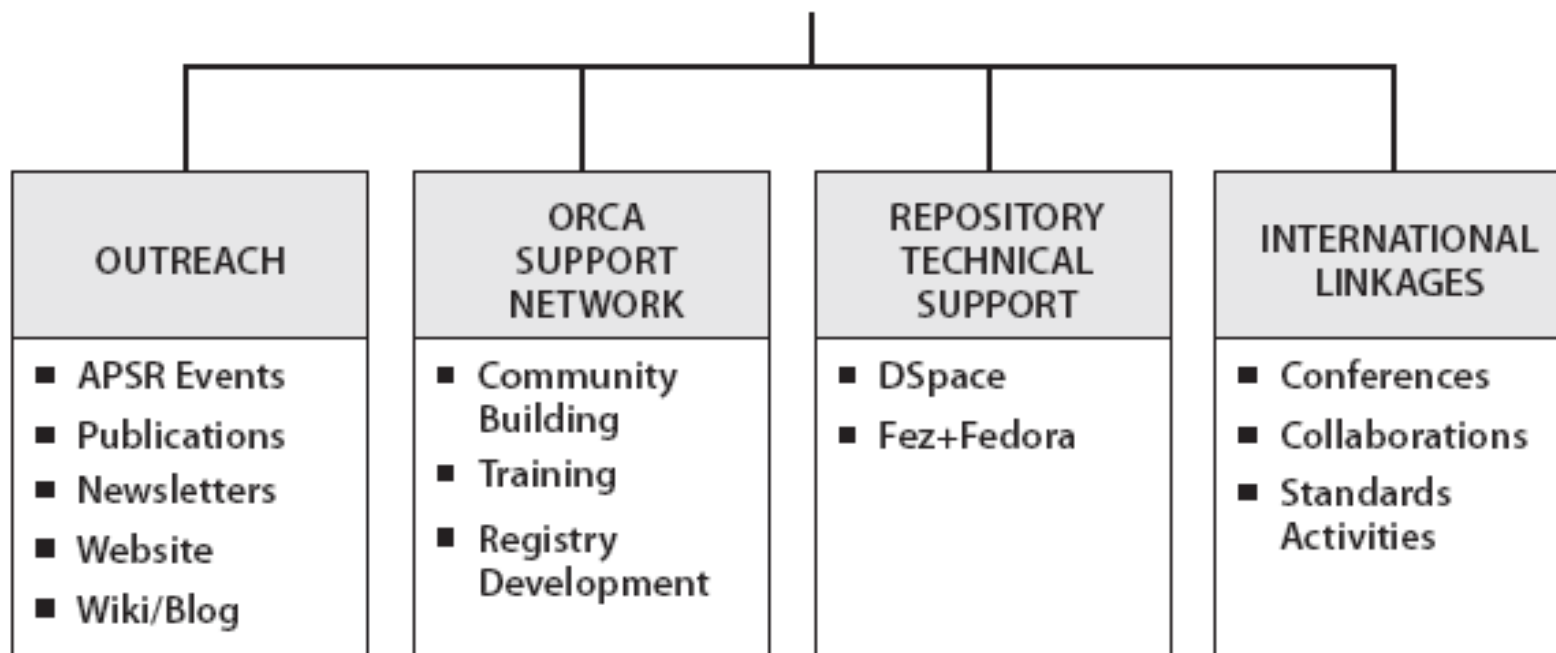 OUTREACH
APSR Events
Publications
Newsletters
Website
Wiki/Blog
ORCA
SUPPORT
NETWORK
Community
Building
Training
Registry
Development
REPOSITORY
TECHNICAL
SUPPORT
DSpace
Fez+Fedora
INTERNATIONAL
LINKAGES
Conferences
Collaborations
Standards
Activities